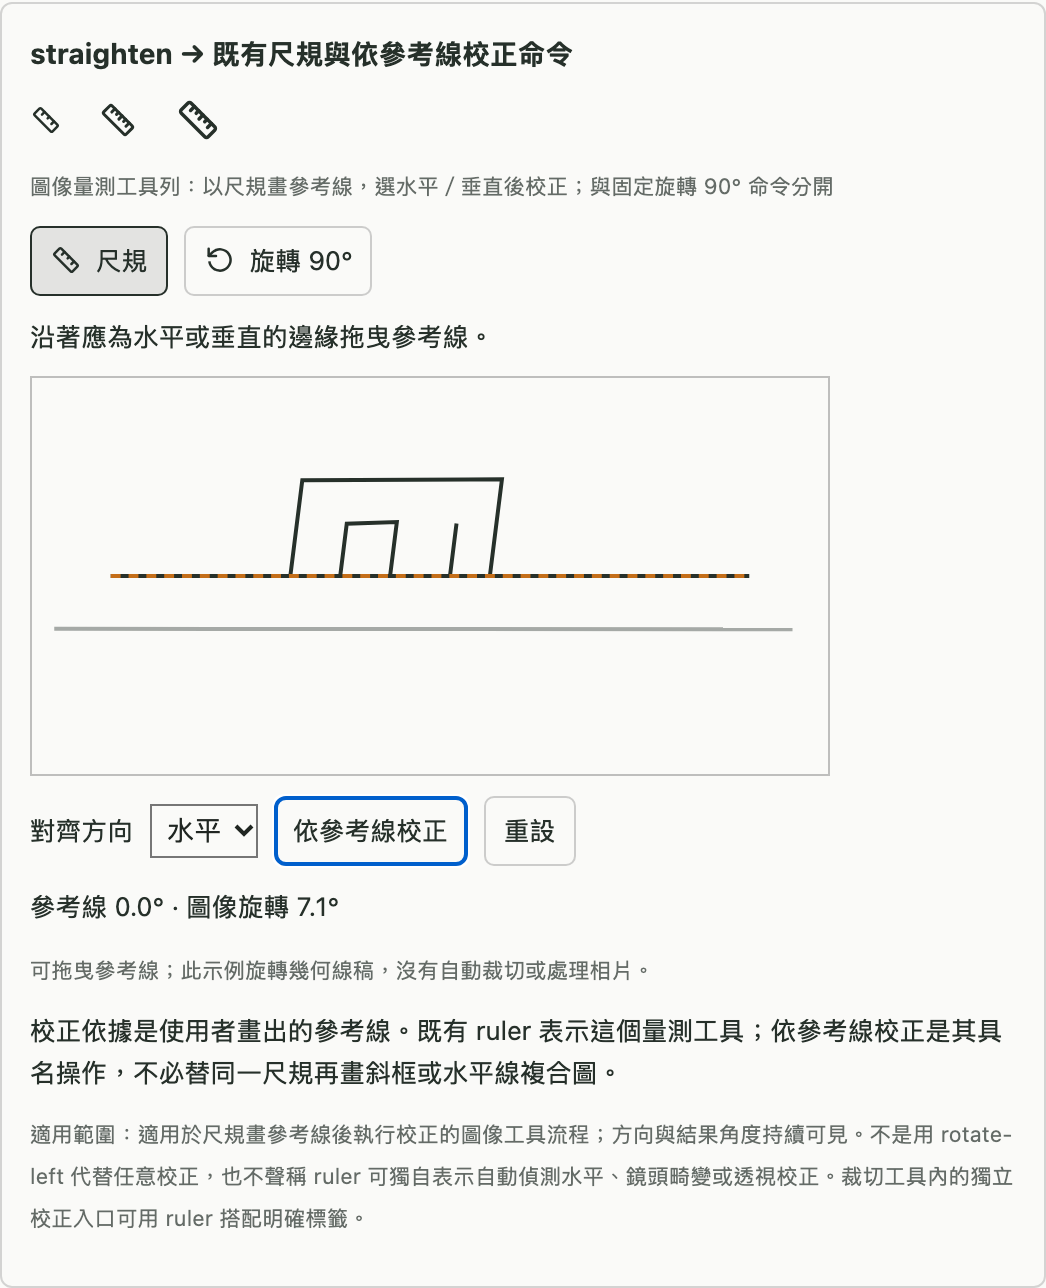 straighten → 既有尺規與依參考線校正命令
圖像量測工具列：以尺規畫參考線，選水平 / 垂直後校正；與固定旋轉 90° 命令分開
尺規 旋轉 90°
沿著應為水平或垂直的邊緣拖曳參考線。
對齊方向 水平 依參考線校正 重設
參考線 0.0° · 圖像旋轉 7.1°
可拖曳參考線；此示例旋轉幾何線稿，沒有自動裁切或處理相片。
校正依據是使用者畫出的參考線。既有 ruler 表示這個量測工具；依參考線校正是其具
名操作，不必替同一尺規再畫斜框或水平線複合圖。
適用範圍：適用於尺規畫參考線後執行校正的圖像工具流程；方向與結果角度持續可見。不是用 rotate-
left 代替任意校正，也不聲稱 ruler 可獨自表示自動偵測水平、鏡頭畸變或透視校正。裁切工具內的獨立
校正入口可用 ruler 搭配明確標籤。